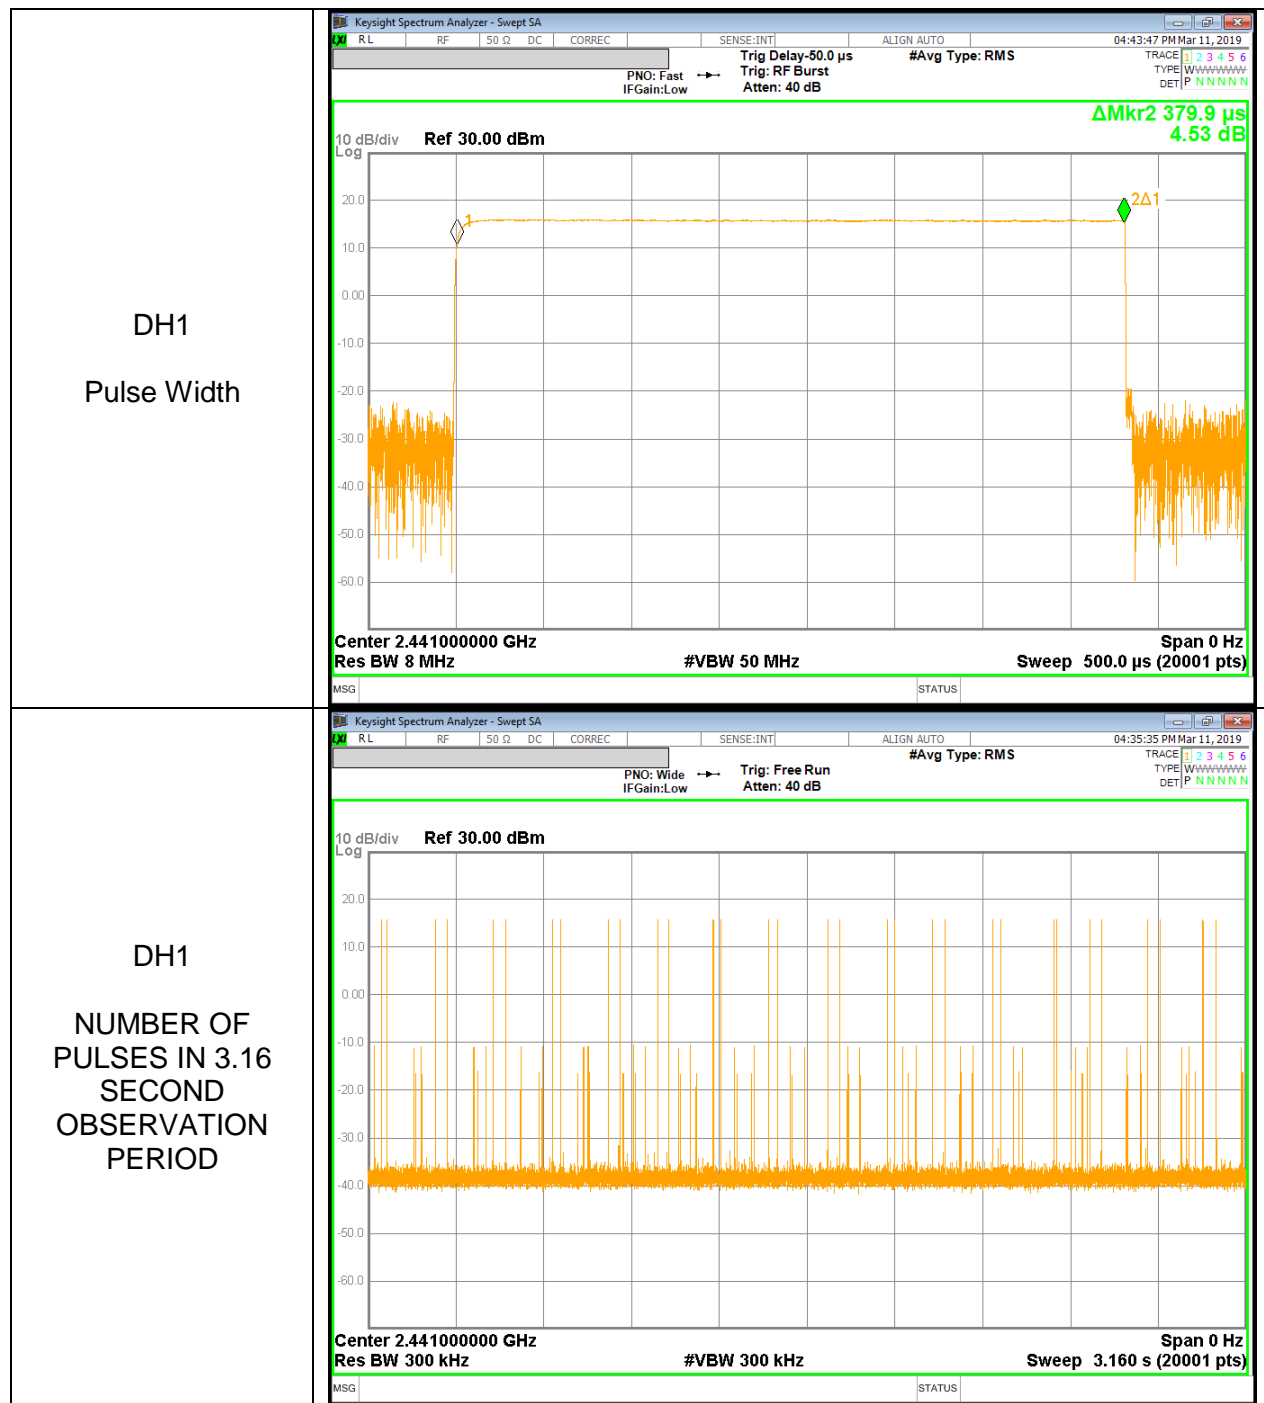 DH1
Pulse Width
Keysight Spectrum Analyzer - Swept SA
LXI RL RF 50 Ω DC CORREC SENSE:INT ALIGN AUTO 04:43:47 PM Mar 11, 2019
Trig Delay-50.0 µs #Avg Type: RMS TRACE 1 2 3 4 5 6
PNO: Fast Trig: RF Burst TYPE WWWWWWW
IFGain:Low Atten: 40 dB DET P N N N N N
ΔMkr2 379.9 µs
4.53 dB
10 dB/div Ref 30.00 dBm
Log
20.0
2Δ1
1
10.0
0.00
-10.0
-20.0
-30.0
-40.0
-50.0
-60.0
Center 2.441000000 GHz Span 0 Hz
Res BW 8 MHz #VBW 50 MHz Sweep 500.0 µs (20001 pts)
MSG STATUS
DH1
NUMBER OF
PULSES IN 3.16
SECOND
OBSERVATION
PERIOD
Keysight Spectrum Analyzer - Swept SA
LXI RL RF 50 Ω DC CORREC SENSE:INT ALIGN AUTO 04:35:35 PM Mar 11, 2019
#Avg Type: RMS TRACE 1 2 3 4 5 6
PNO: Wide Trig: Free Run TYPE WWWWWWW
IFGain:Low Atten: 40 dB DET P N N N N N
10 dB/div Ref 30.00 dBm
Log
20.0
10.0
0.00
-10.0
-20.0
-30.0
-40.0
-50.0
-60.0
Center 2.441000000 GHz Span 0 Hz
Res BW 300 kHz #VBW 300 kHz Sweep 3.160 s (20001 pts)
MSG STATUS